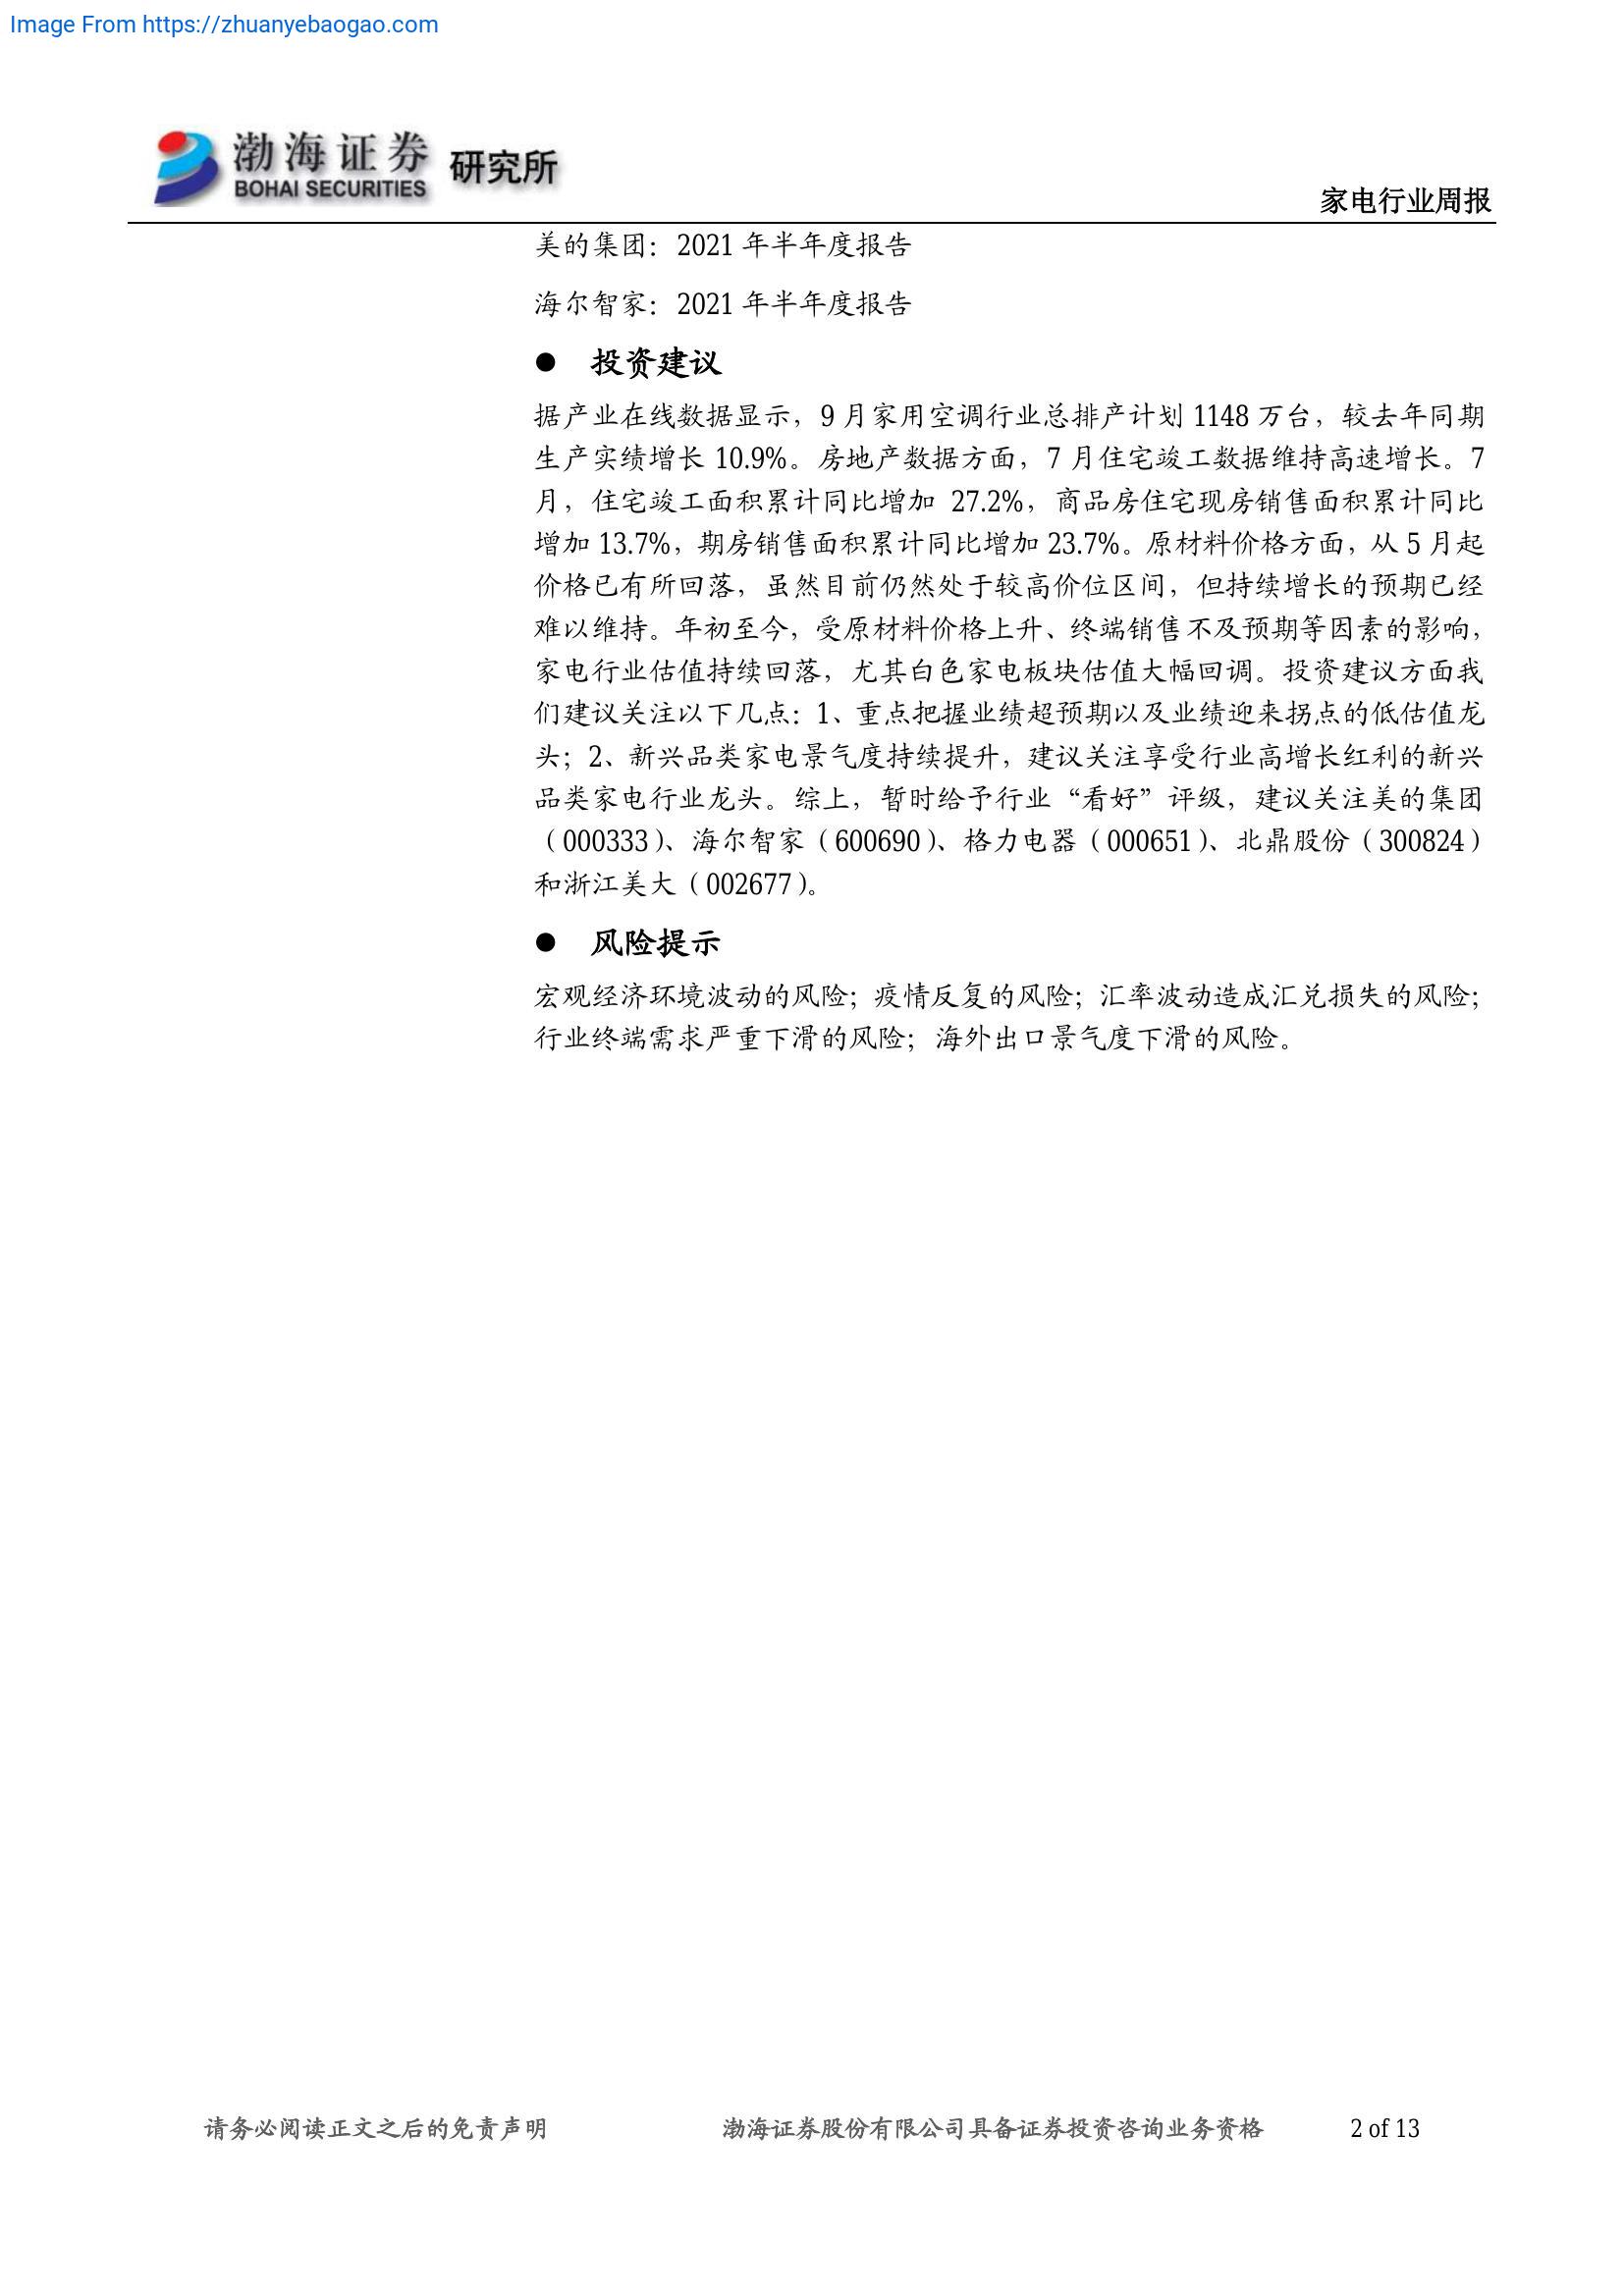 Image From https://zhuanyebaogao.com
渤海证券 研究所
BOHAI SECURITIES
家电行业周报
美的集团：2021 年半年度报告
海尔智家：2021 年半年度报告
● 投资建议
据产业在线数据显示，9 月家用空调行业总排产计划 1148 万台，较去年同期
生产实绩增长 10.9%。房地产数据方面，7 月住宅竣工数据维持高速增长。7
月，住宅竣工面积累计同比增加 27.2%，商品房住宅现房销售面积累计同比
增加 13.7%，期房销售面积累计同比增加 23.7%。原材料价格方面，从 5 月起
价格已有所回落，虽然目前仍然处于较高价位区间，但持续增长的预期已经
难以维持。年初至今，受原材料价格上升、终端销售不及预期等因素的影响，
家电行业估值持续回落，尤其白色家电板块估值大幅回调。投资建议方面我
们建议关注以下几点：1、重点把握业绩超预期以及业绩迎来拐点的低估值龙
头；2、新兴品类家电景气度持续提升，建议关注享受行业高增长红利的新兴
品类家电行业龙头。综上，暂时给予行业“看好”评级，建议关注美的集团
（000333）、海尔智家（600690）、格力电器（000651）、北鼎股份（300824）
和浙江美大（002677）。
● 风险提示
宏观经济环境波动的风险；疫情反复的风险；汇率波动造成汇兑损失的风险；
行业终端需求严重下滑的风险；海外出口景气度下滑的风险。
请务必阅读正文之后的免责声明 渤海证券股份有限公司具备证券投资咨询业务资格 2 of 13